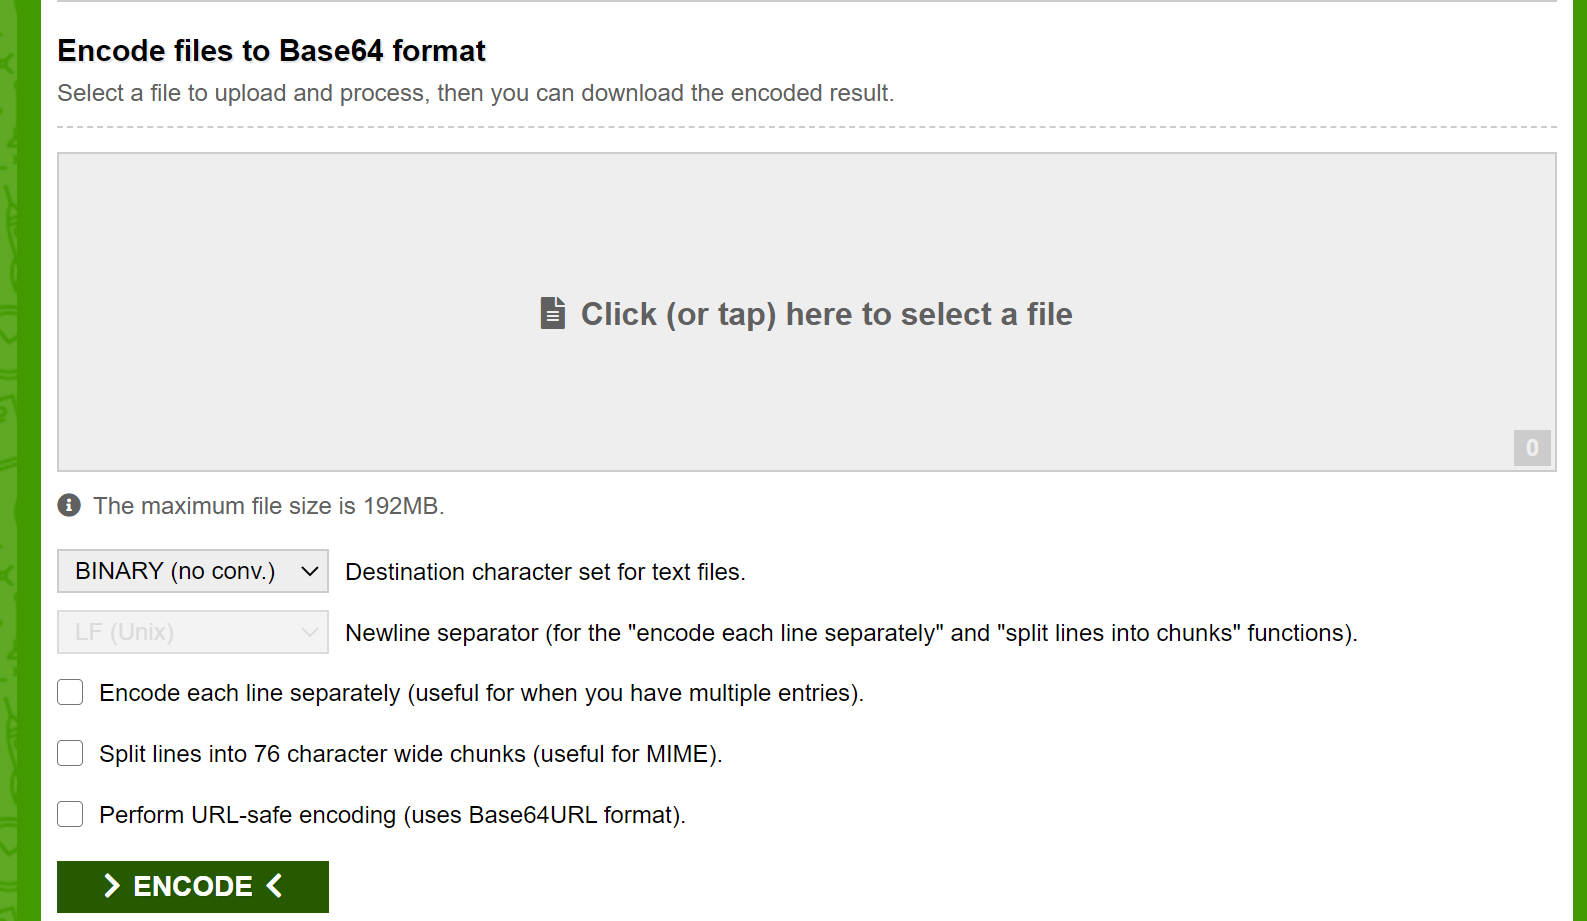 Encode files to Base64 format
Select a file to upload and process, then you can download the encoded result.
Click (or tap) here to select a file
0
The maximum file size is 192MB.
BINARY (no conv.) Destination character set for text files.
LF (Unix) Newline separator (for the "encode each line separately" and "split lines into chunks" functions).
Encode each line separately (useful for when you have multiple entries).
Split lines into 76 character wide chunks (useful for MIME).
Perform URL-safe encoding (uses Base64URL format).
ENCODE